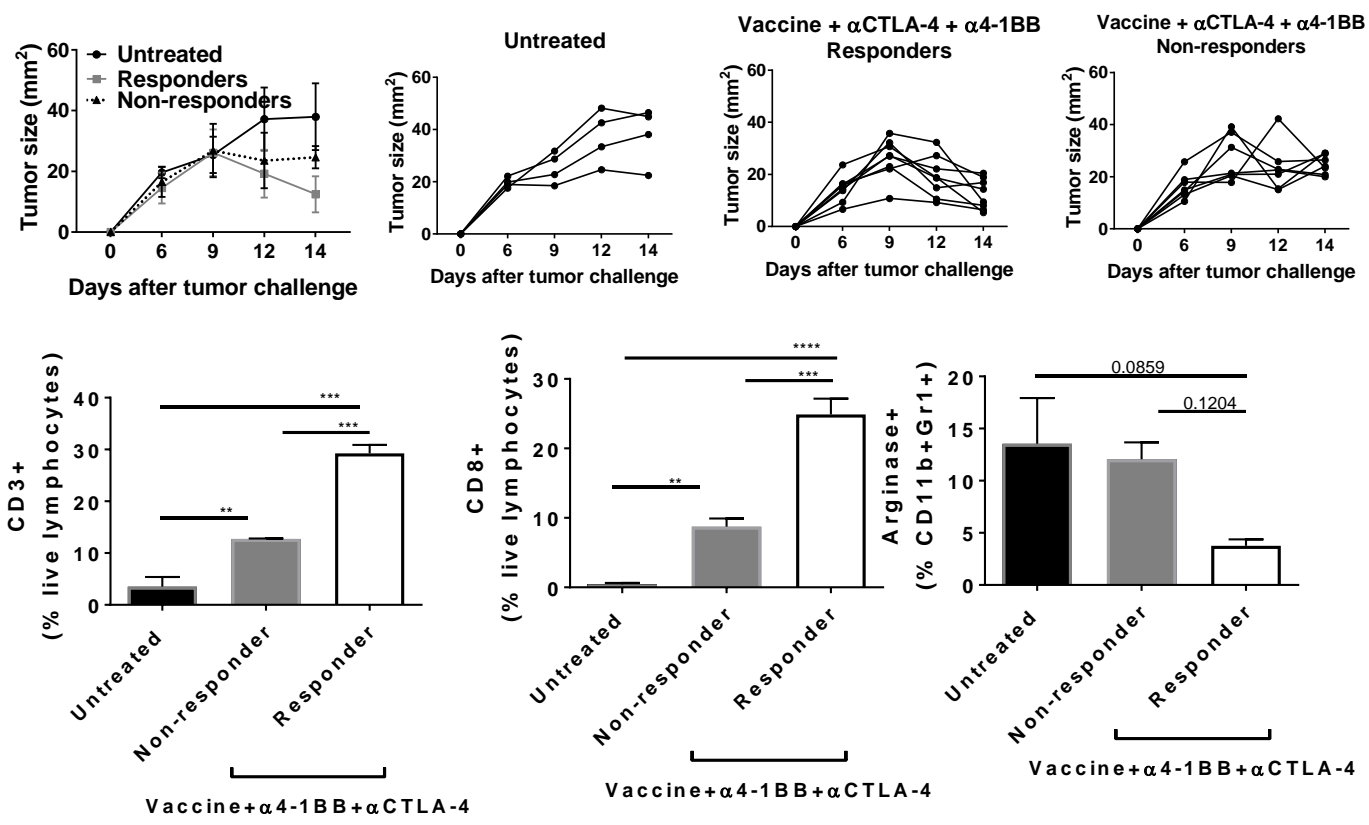 Tumor size (mm2)
60
40
20
0
Untreated
Responders
Non-responders
0 6 9 12 14
Days after tumor challenge
Untreated
Tumor size (mm2)
60
40
20
0
0 6 9 12 14
Days after tumor challenge
Vaccine + αCTLA-4 + α4-1BB
Responders
Tumor size (mm2)
60
40
20
0
0 6 9 12 14
Days after tumor challenge
Vaccine + αCTLA-4 + α4-1BB
Non-responders
Tumor size (mm2)
60
40
20
0
0 6 9 12 14
Days after tumor challenge
CD3+
(% live lymphocytes)
40
30
20
10
0
***
***
**
Untreated
Non-responder
Responder
Vaccine+α4-1BB+αCTLA-4
CD8+
(% live lymphocytes)
30
20
10
0
****
***
**
Untreated
Non-responder
Responder
Vaccine+α4-1BB+αCTLA-4
Arginase+
(% CD11b+Gr1+)
20
15
10
5
0
0.0859
0.1204
Untreated
Non-responder
Responder
Vaccine+α4-1BB+αCTLA-4